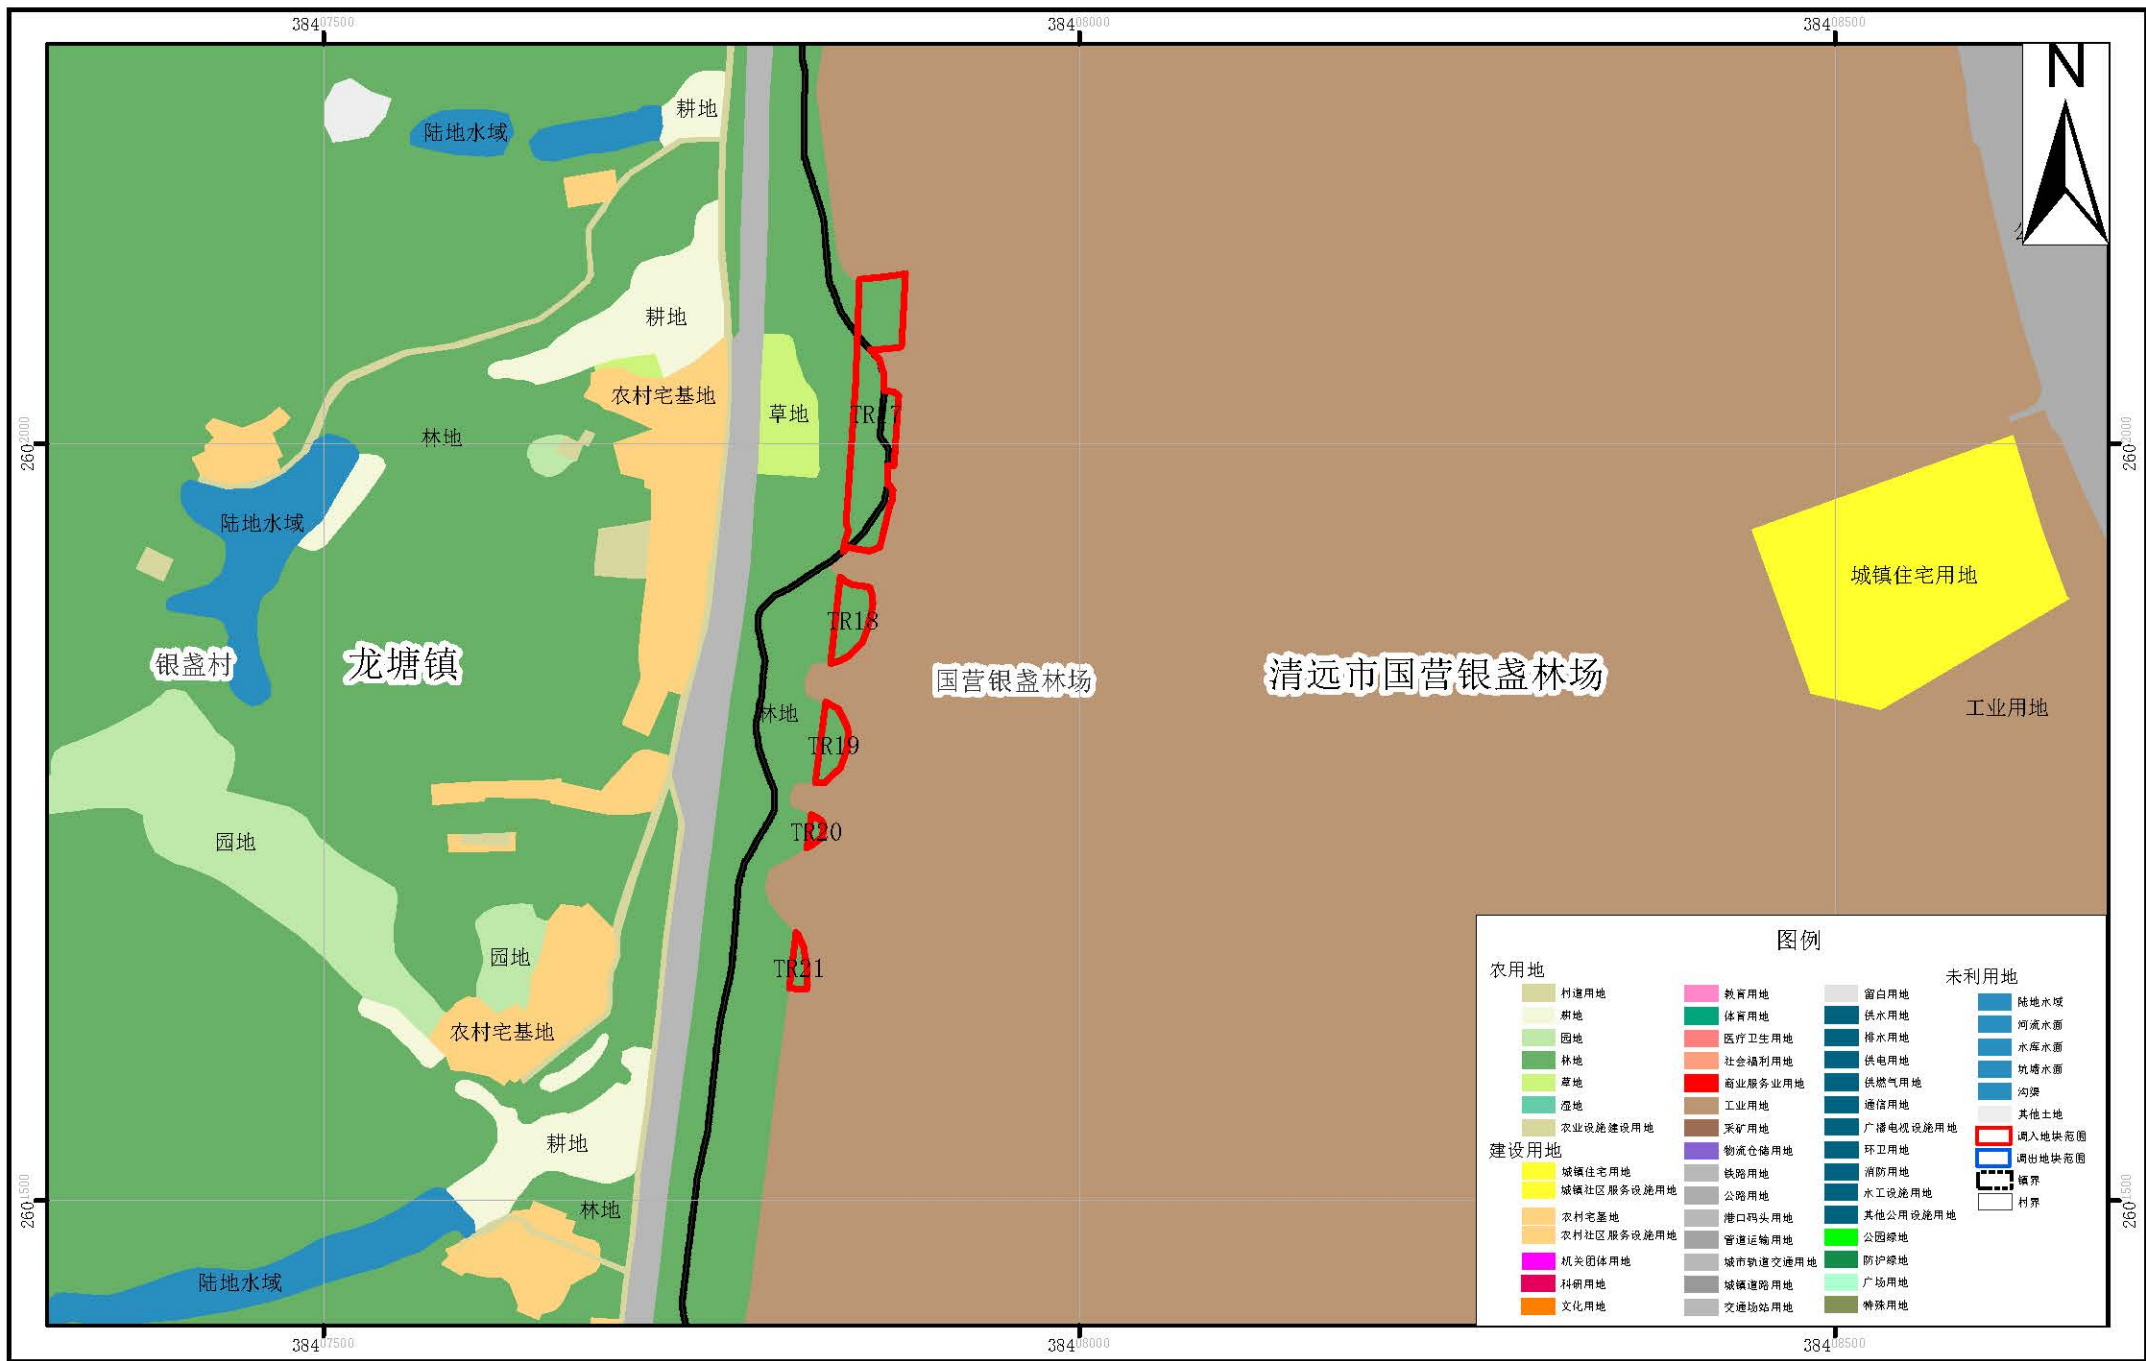 38407500
38408000
38408500
N
耕地
陆地水域
耕地
农村宅基地
草地
TR17
林地
2602000
2602000
陆地水域
城镇住宅用地
TR18
银盏村
龙塘镇
国营银盏林场
清远市国营银盏林场
工业用地
林地
TR19
TR20
园地
园地
TR21
农村宅基地
耕地
林地
陆地水域
2601500
2601500
图例
农用地
村道用地
耕地
园地
林地
草地
湿地
农业设施建设用地
建设用地
城镇住宅用地
城镇社区服务设施用地
农村宅基地
农村社区服务设施用地
机关团体用地
科研用地
文化用地
教育用地
体育用地
医疗卫生用地
社会福利用地
商业服务业用地
工业用地
采矿用地
物流仓储用地
铁路用地
公路用地
港口码头用地
管道运输用地
城市轨道交通用地
城镇道路用地
交通场站用地
留白用地
供水用地
排水用地
供电用地
供燃气用地
通信用地
广播电视设施用地
环卫用地
消防用地
水工设施用地
其他公用设施用地
公园绿地
防护绿地
广场用地
特殊用地
未利用地
陆地水域
河流水面
水库水面
坑塘水面
沟渠
其他土地
调入地块范围
调出地块范围
镇界
村界
38407500
38408000
38408500